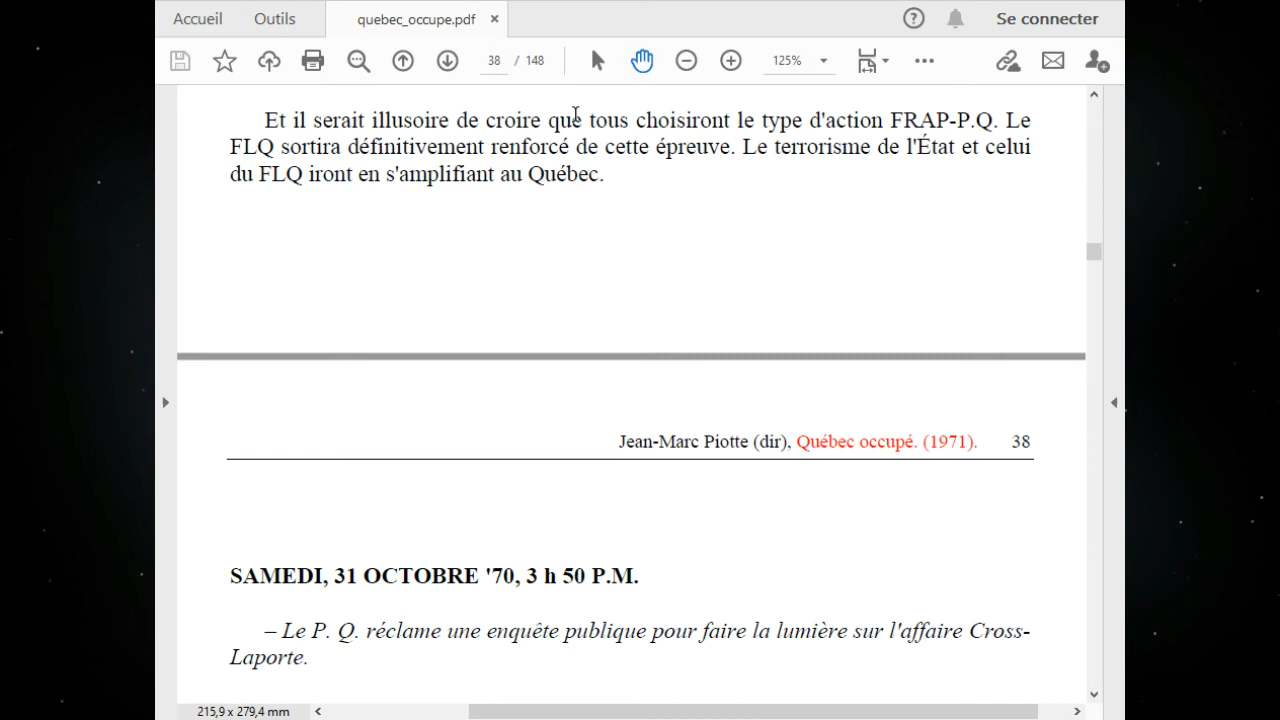 Accueil Outils quebec_occupe.pdf × Se connecter
38 / 148 125%
Et il serait illusoire de croire que tous choisiront le type d'action FRAP-P.Q. Le
FLQ sortira définitivement renforcé de cette épreuve. Le terrorisme de l'État et celui
du FLQ iront en s'amplifiant au Québec.
Jean-Marc Piotte (dir), Québec occupé. (1971). 38
SAMEDI, 31 OCTOBRE '70, 3 h 50 P.M.
– Le P. Q. réclame une enquête publique pour faire la lumière sur l'affaire Cross-
Laporte.
215,9 x 279,4 mm